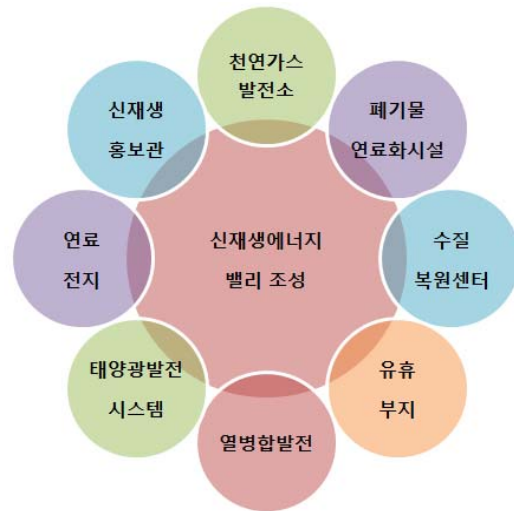 천연가스
발전소
폐기물
연료화시설
수질
복원센터
유휴
부지
열병합발전
태양광발전
시스템
연료
전지
신재생
홍보관
신재생에너지
밸리 조성